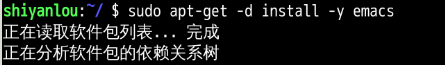 shiyanlou:~/ $ sudo apt-get -d install -y emacs
正在读取软件包列表... 完成
正在分析软件包的依赖关系树